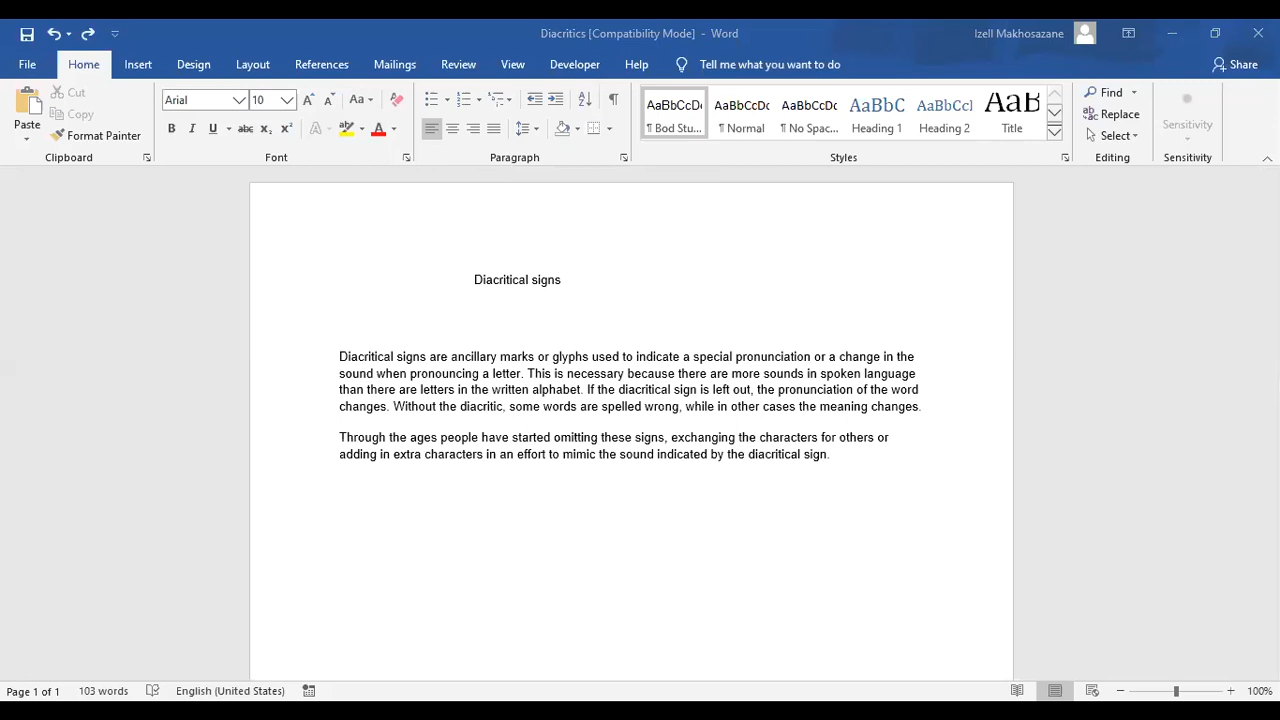 Diacritics [Compatibility Mode] - Word
Izell Makhosazane
File Home Insert Design Layout References Mailings Review View Developer Help Tell me what you want to do Share
Paste
Cut
Copy
Format Painter
Clipboard
Arial 10
Font
Paragraph
AaBbCcDc AaBbCcDc AaBbCcDc AaBbC AaBbCcI AaB
¶ Bod Stu... ¶ Normal ¶ No Spac... Heading 1 Heading 2 Title
Styles
Find
Replace
Select
Editing
Sensitivity
Sensitivity
Diacritical signs
Diacritical signs are ancillary marks or glyphs used to indicate a special pronunciation or a change in the
sound when pronouncing a letter. This is necessary because there are more sounds in spoken language
than there are letters in the written alphabet. If the diacritical sign is left out, the pronunciation of the word
changes. Without the diacritic, some words are spelled wrong, while in other cases the meaning changes.
Through the ages people have started omitting these signs, exchanging the characters for others or
adding in extra characters in an effort to mimic the sound indicated by the diacritical sign.
Page 1 of 1 103 words English (United States) 100%